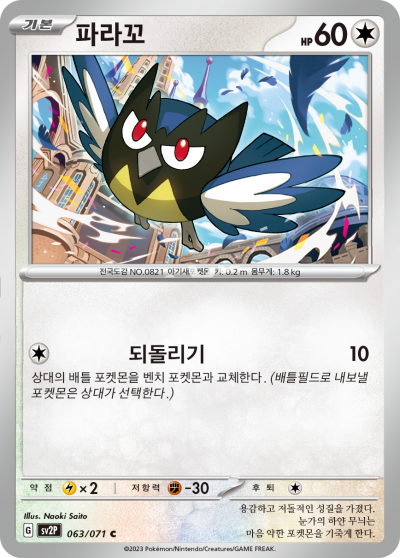 기본 파라꼬 HP 60
전국도감 NO.0821 아기새포켓몬 키: 0.2 m 몸무게: 1.8 kg
되돌리기 10
상대의 배틀 포켓몬을 벤치 포켓몬과 교체한다. (배틀필드로 내보낼
포켓몬은 상대가 선택한다.)
약점 ×2 저항력 -30 후퇴
Illus. Naoki Saito
G SV2P 063/071 C
용감하고 저돌적인 성질을 가졌다.
눈가의 하얀 무늬는
마음 약한 포켓몬을 기죽게 한다.
©2023 Pokémon/Nintendo/Creatures/GAME FREAK.